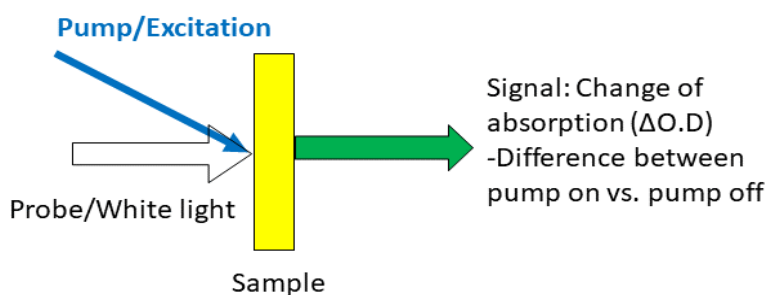 Pump/Excitation
Signal: Change of
absorption (ΔO.D)
-Difference between
pump on vs. pump off
Probe/White light
Sample